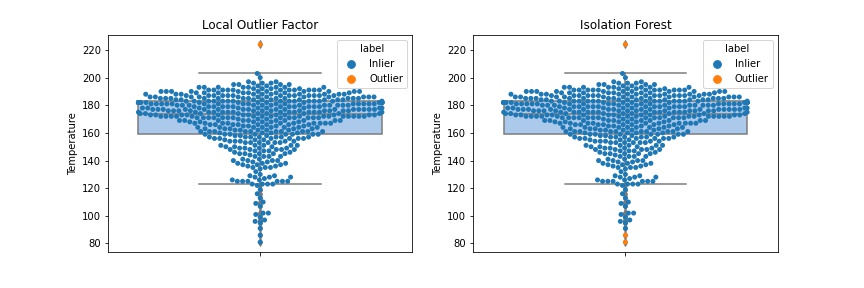 Local Outlier Factor
label
Inlier
Outlier
Temperature
220
200
180
160
140
120
100
80
Isolation Forest
label
Inlier
Outlier
Temperature
220
200
180
160
140
120
100
80